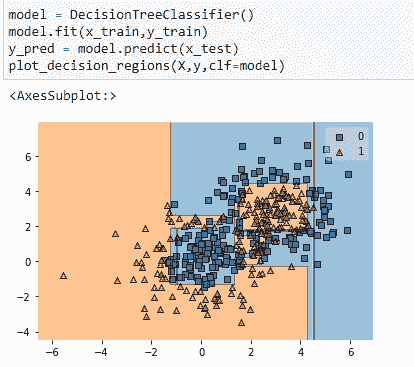 model = DecisionTreeClassifier()
model.fit(x_train,y_train)
y_pred = model.predict(x_test)
plot_decision_regions(X,y,clf=model)
<AxesSubplot:>
0
1
6
4
2
0
−2
−4
−6 −4 −2 0 2 4 6